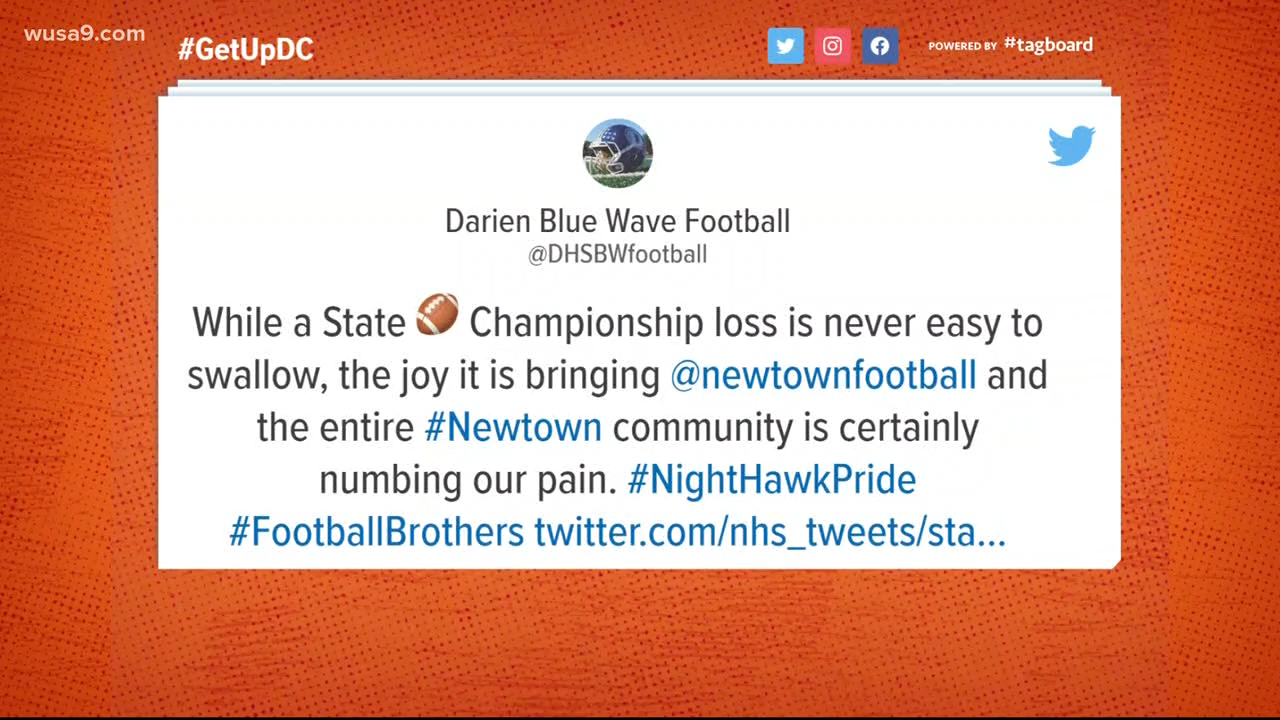 wusa9.com
#GetUpDC
POWERED BY #tagboard
Darien Blue Wave Football
@DHSBWfootball
While a State 🏈 Championship loss is never easy to
swallow, the joy it is bringing @newtownfootball and
the entire #Newtown community is certainly
numbing our pain. #NightHawkPride
#FootballBrothers twitter.com/nhs_tweets/sta...